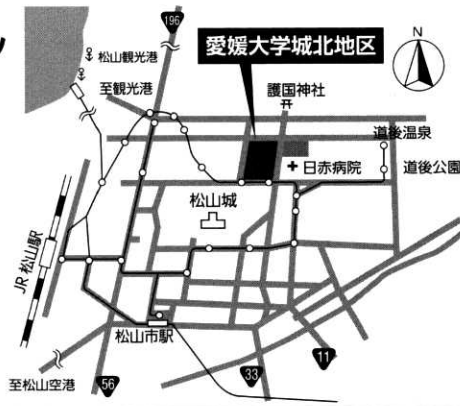 196
松山観光港
至観光港
愛媛大学城北地区
N
護国神社
道後温泉
日赤病院
道後公園
松山城
JR 松山駅
松山市駅
至松山空港
56
33
11